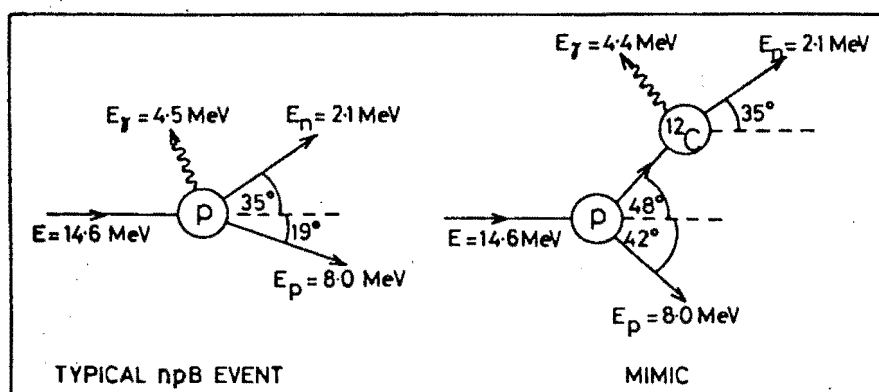 Eγ=4·5 MeV
En=2·1 MeV
P
35°
19°
E=14·6 MeV
Ep=8·0 MeV
TYPICAL npB EVENT
Eγ=4·4 MeV
En=2·1 MeV
12C
35°
P
48°
42°
E=14·6 MeV
Ep=8·0 MeV
MIMIC